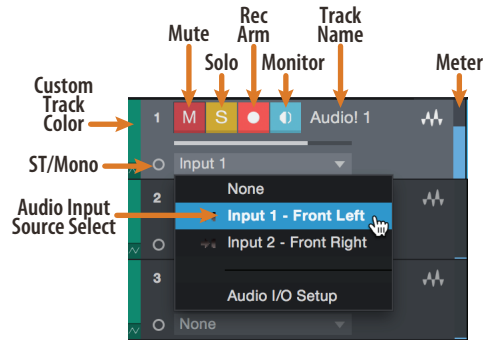 Rec
Arm
Track
Name
Mute
Solo
Monitor
Meter
Custom
Track
Color
1 M S Audio! 1
ST/Mono
Input 1
2
None
Audio Input
Source Select
Input 1 - Front Left
Input 2 - Front Right
3
Audio I/O Setup
None